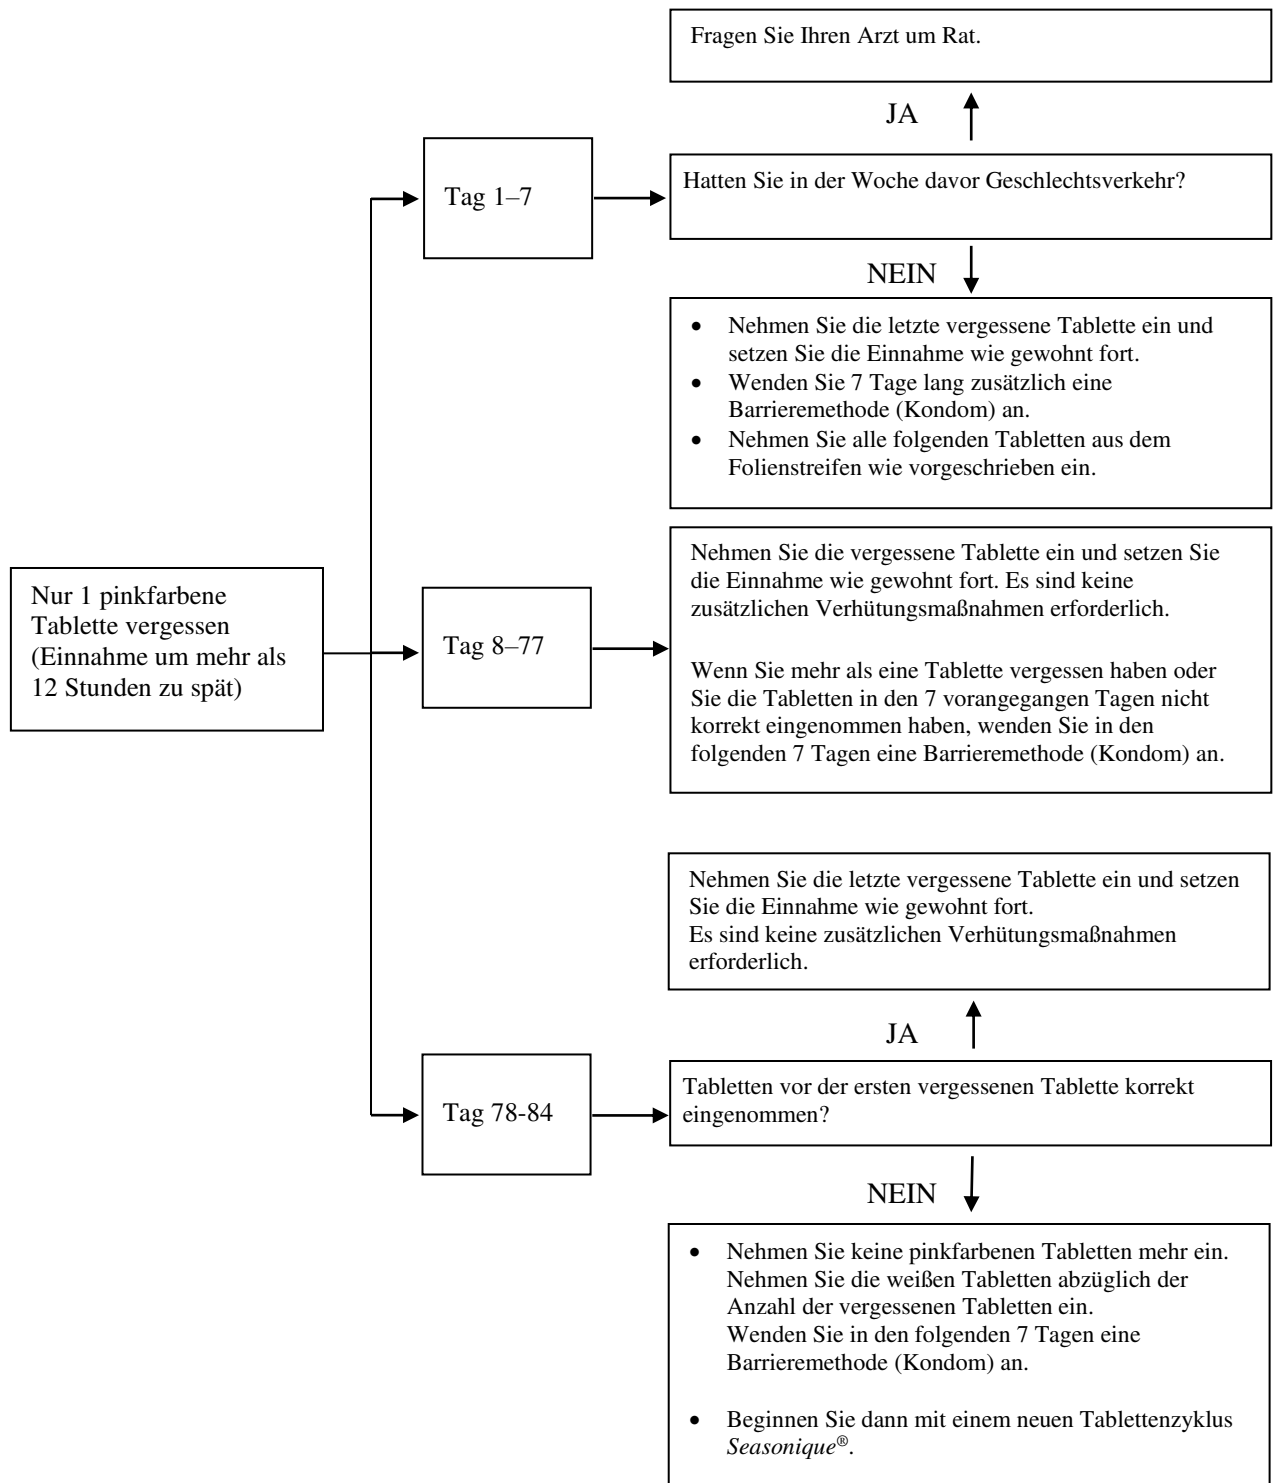 Fragen Sie Ihren Arzt um Rat.
JA
Tag 1–7
Hatten Sie in der Woche davor Geschlechtsverkehr?
NEIN
• Nehmen Sie die letzte vergessene Tablette ein und
setzen Sie die Einnahme wie gewohnt fort.
• Wenden Sie 7 Tage lang zusätzlich eine
Barrieremethode (Kondom) an.
• Nehmen Sie alle folgenden Tabletten aus dem
Folienstreifen wie vorgeschrieben ein.
Nur 1 pinkfarbene
Tablette vergessen
(Einnahme um mehr als
12 Stunden zu spät)
Tag 8–77
Nehmen Sie die vergessene Tablette ein und setzen Sie
die Einnahme wie gewohnt fort. Es sind keine
zusätzlichen Verhütungsmaßnahmen erforderlich.
Wenn Sie mehr als eine Tablette vergessen haben oder
Sie die Tabletten in den 7 vorangegangen Tagen nicht
korrekt eingenommen haben, wenden Sie in den
folgenden 7 Tagen eine Barrieremethode (Kondom) an.
Nehmen Sie die letzte vergessene Tablette ein und setzen
Sie die Einnahme wie gewohnt fort.
Es sind keine zusätzlichen Verhütungsmaßnahmen
erforderlich.
JA
Tag 78-84
Tabletten vor der ersten vergessenen Tablette korrekt
eingenommen?
NEIN
• Nehmen Sie keine pinkfarbenen Tabletten mehr ein.
Nehmen Sie die weißen Tabletten abzüglich der
Anzahl der vergessenen Tabletten ein.
Wenden Sie in den folgenden 7 Tagen eine
Barrieremethode (Kondom) an.
• Beginnen Sie dann mit einem neuen Tablettenzyklus
Seasonique®.